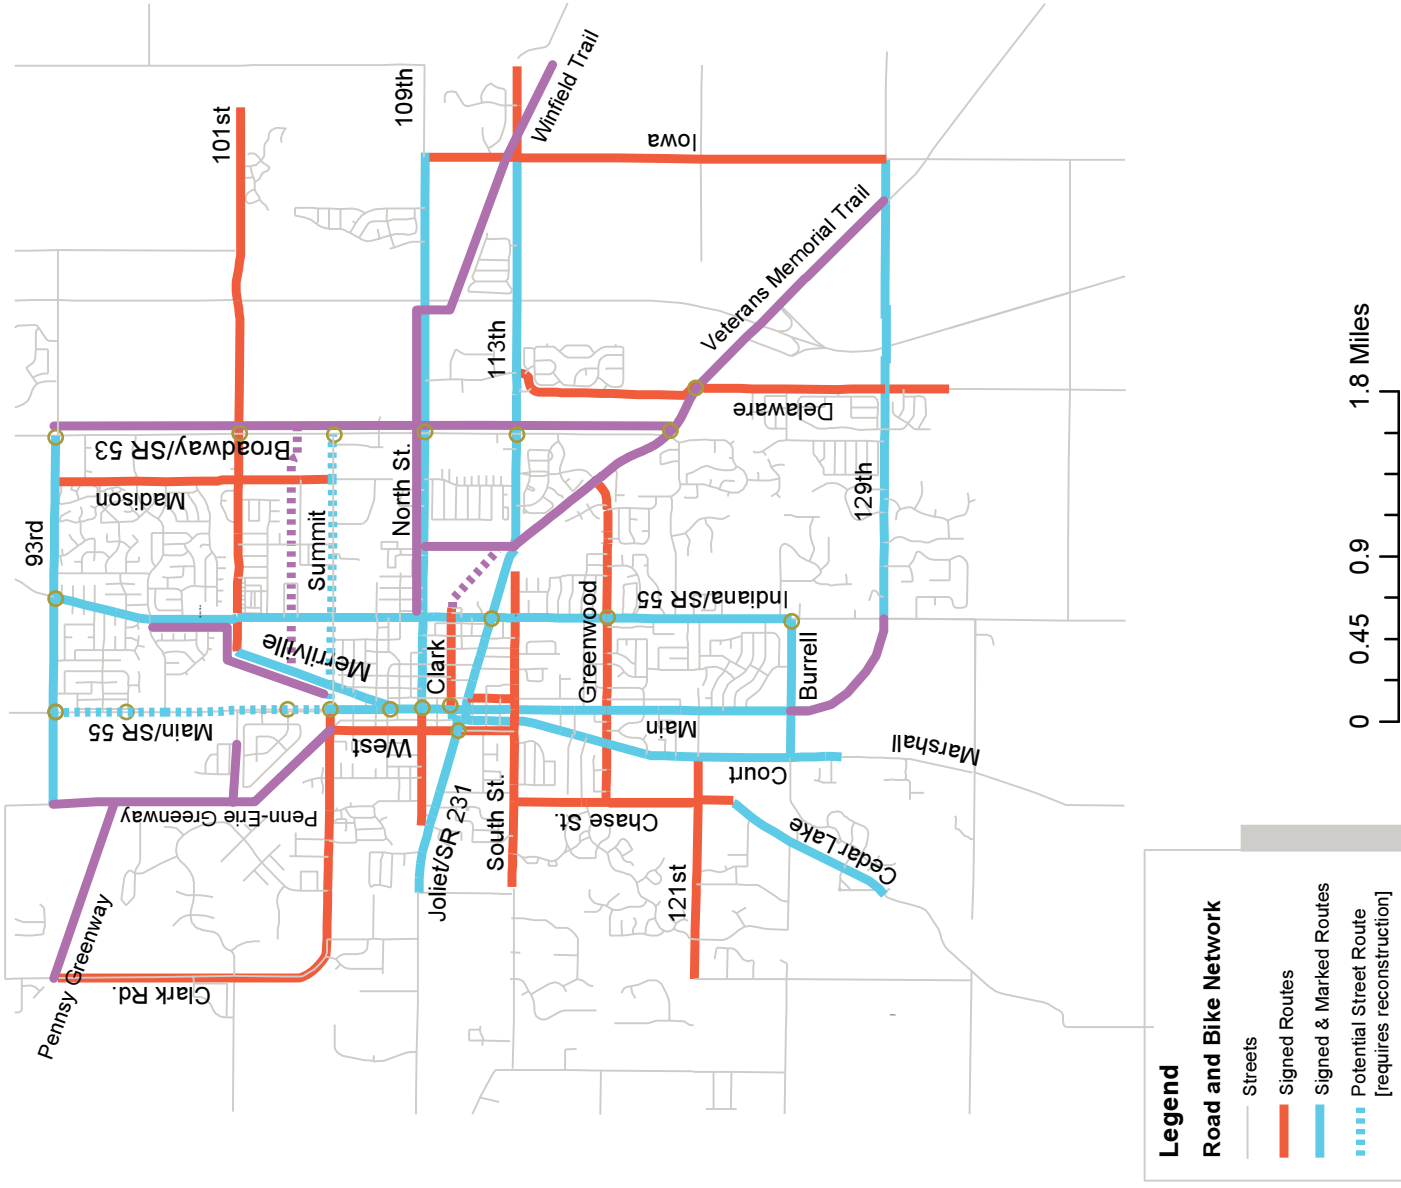 Winfield Trail
109th
101st
Iowa
Veterans Memorial Trail
113th
Delaware
Broadway/SR 53
Madison
93rd
Summit
North St.
129th
Indiana/SR 55
Greenwood
Clark
Merrilville
Burrell
Main/SR 55
West
Main
Marshall
Court
Penn-Erie Greenway
Joliet/SR 231
South St.
Chase St.
Cedar Lake
121st
Clark Rd.
Pennsy Greenway
0 0.45 0.9 1.8 Miles
Legend
Road and Bike Network
Streets
Signed Routes
Signed & Marked Routes
Potential Street Route
[requires reconstruction]